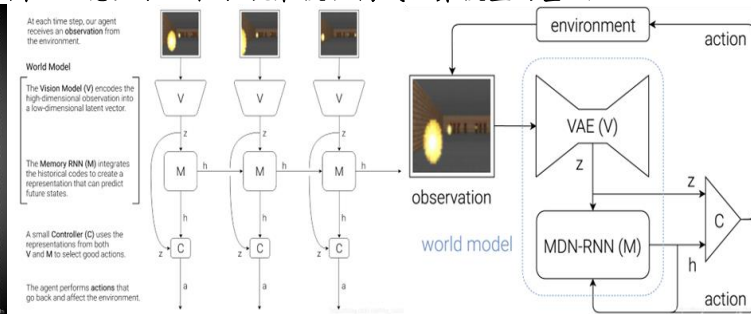 At each time step, our agent
receives an observation from
the environment.
World Model
The Vision Model (V) encodes the
high-dimensional observation into
a low-dimensional latent vector.
The Memory RNN (M) integrates
the historical codes to create a
representation that can predict
future states.
A small Controller (C) uses the
representations from both
V and M to select good actions.
The agent performs actions that
go back and affect the environment.
V
V
V
z
z
z
M
h
M
h
M
h
h
h
h
z
C
z
C
z
C
a
a
a
environment
action
observation
VAE (V)
z
z
C
world model
MDN-RNN (M)
h
action